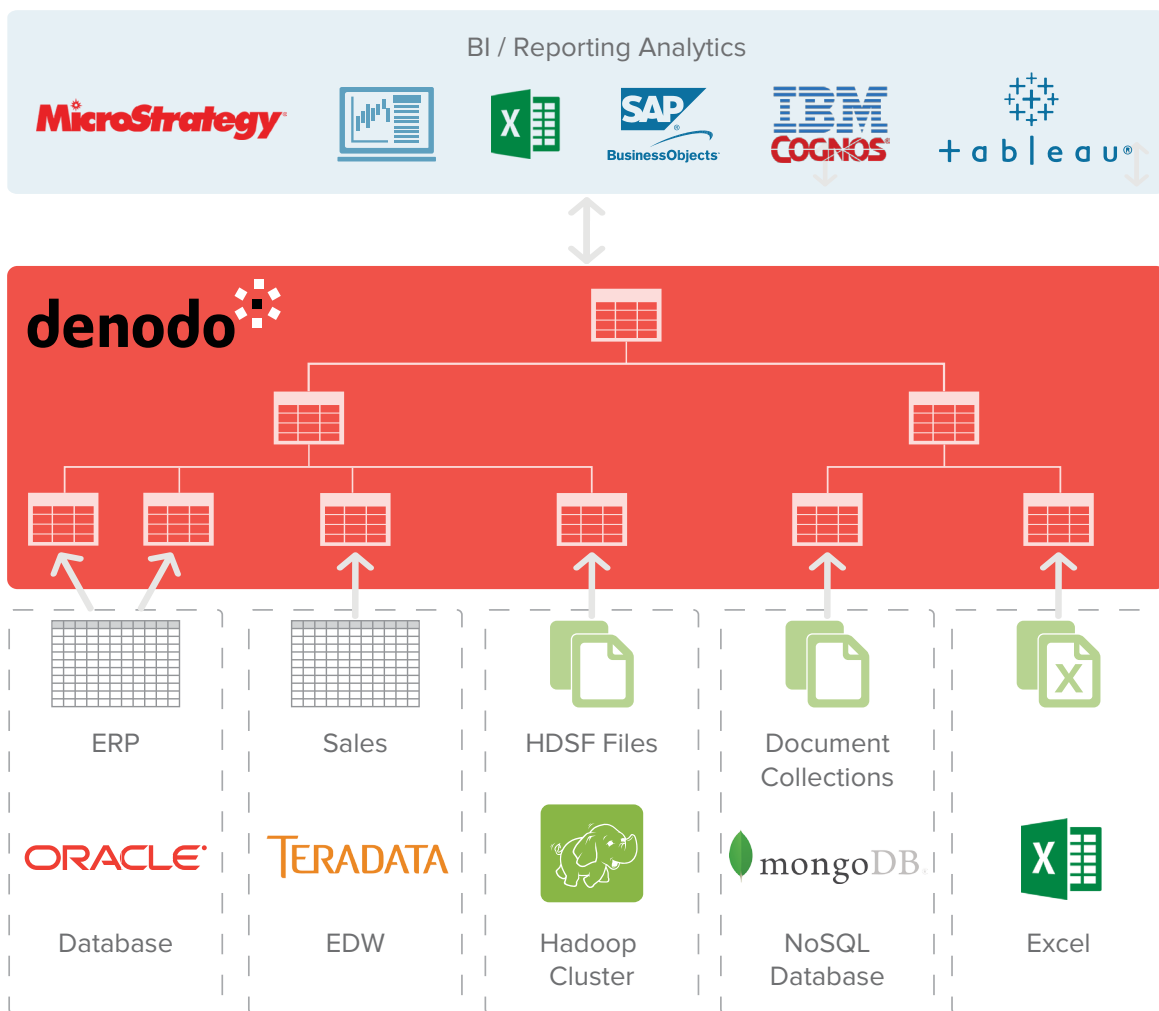 BI / Reporting Analytics
MicroStrategy
X
SAP®
BusinessObjects
IBM
COGNOS®
tableau®
denodo
X
ERP
Sales
HDSF Files
Document
Collections
ORACLE
TERADATA
mongoDB
X
Database
EDW
Hadoop
Cluster
NoSQL
Database
Excel